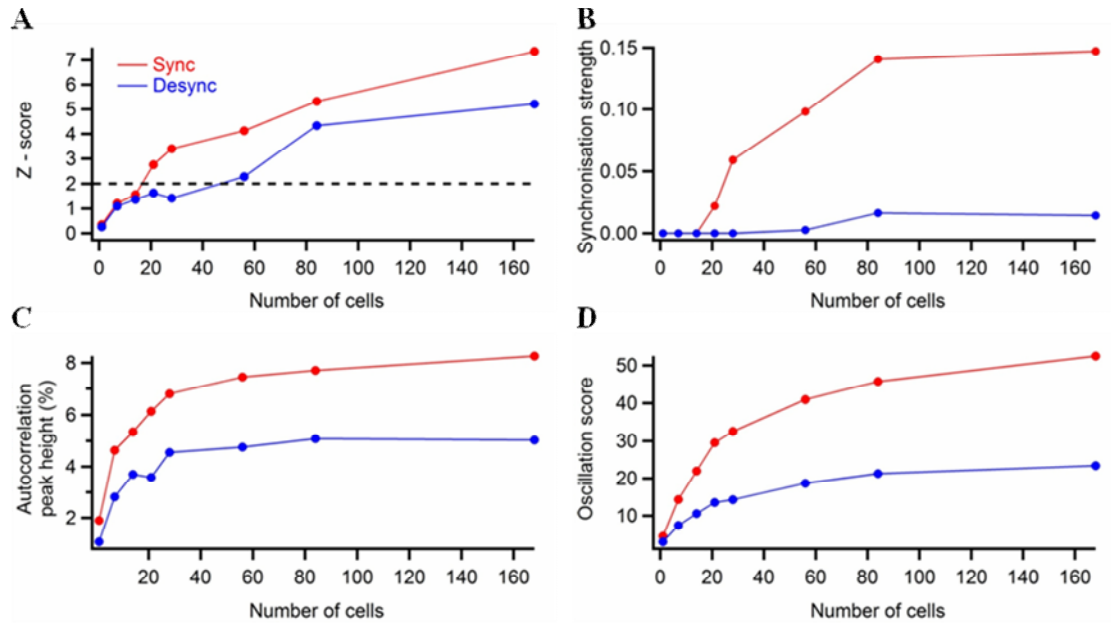 A
Z - score
7
6
5
4
3
2
1
0
Sync
Desync
0 20 40 60 80 100 120 140 160
Number of cells
B
Synchronisation strength
0.15
0.10
0.05
0.00
0 20 40 60 80 100 120 140 160
Number of cells
C
Autocorrelation
peak height (%)
8
6
4
2
20 40 60 80 100 120 140 160
Number of cells
D
Oscillation score
50
40
30
20
10
0 20 40 60 80 100 120 140 160
Number of cells